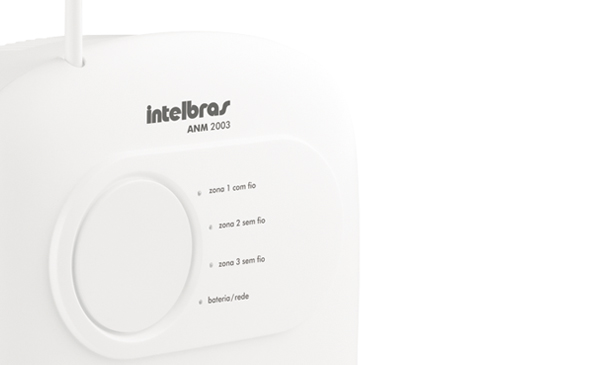 intelbras
ANM 2003
zona 1 com fio
zona 2 sem fio
zona 3 sem fio
bateria/rede